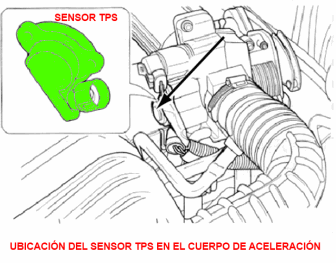 SENSOR TPS
UBICACIÓN DEL SENSOR TPS EN EL CUERPO DE ACELERACIÓN